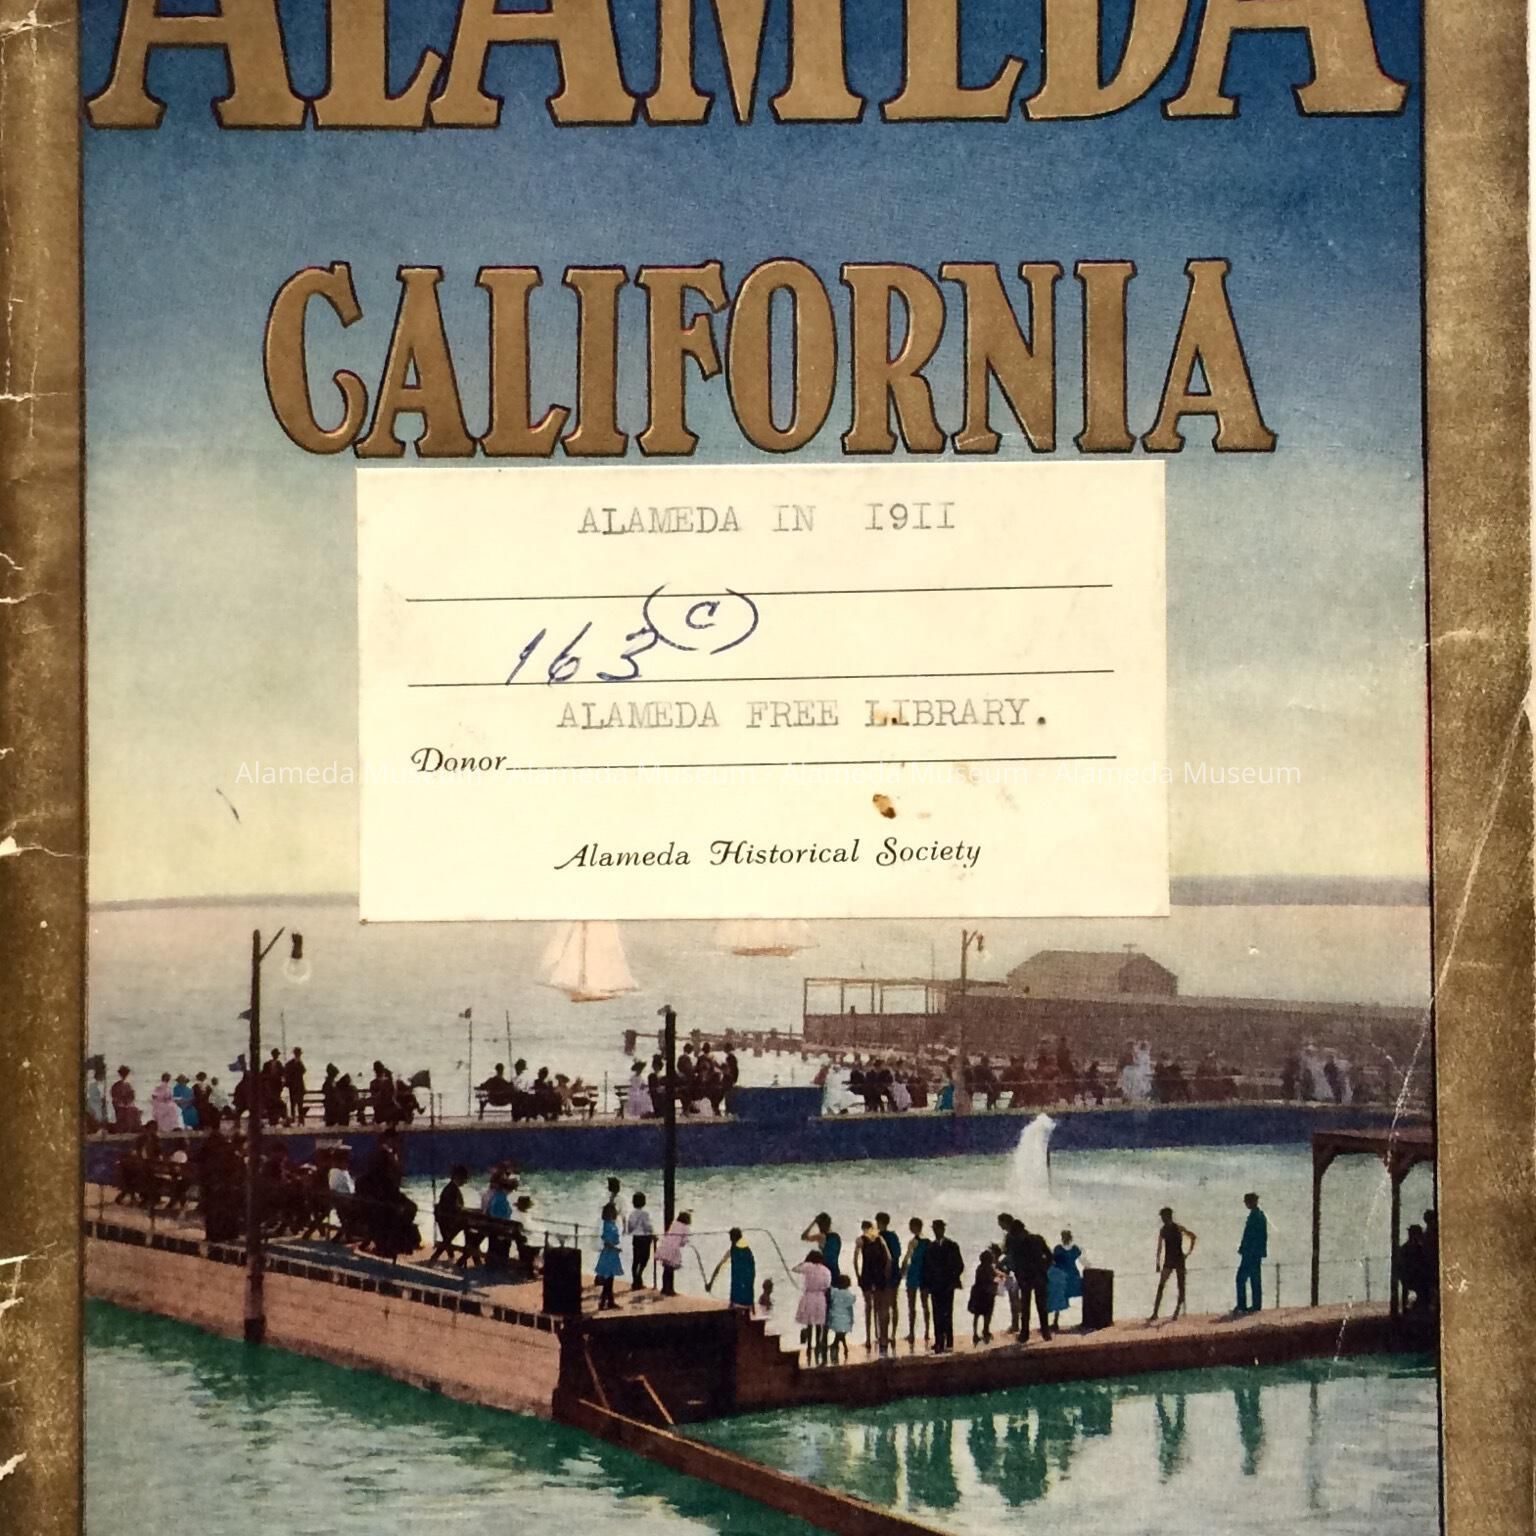 ALAMEDA
CALIFORNIA
ALAMEDA IN 1911
163 (c)
ALAMEDA FREE LIBRARY.
Donor
Alameda Museum - Alameda Museum - Alameda Museum - Alameda Museum
Alameda Historical Society